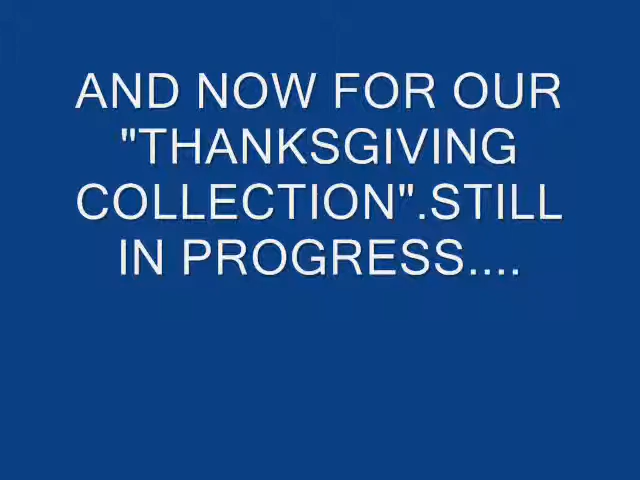 AND NOW FOR OUR
"THANKSGIVING
COLLECTION".STILL
IN PROGRESS....